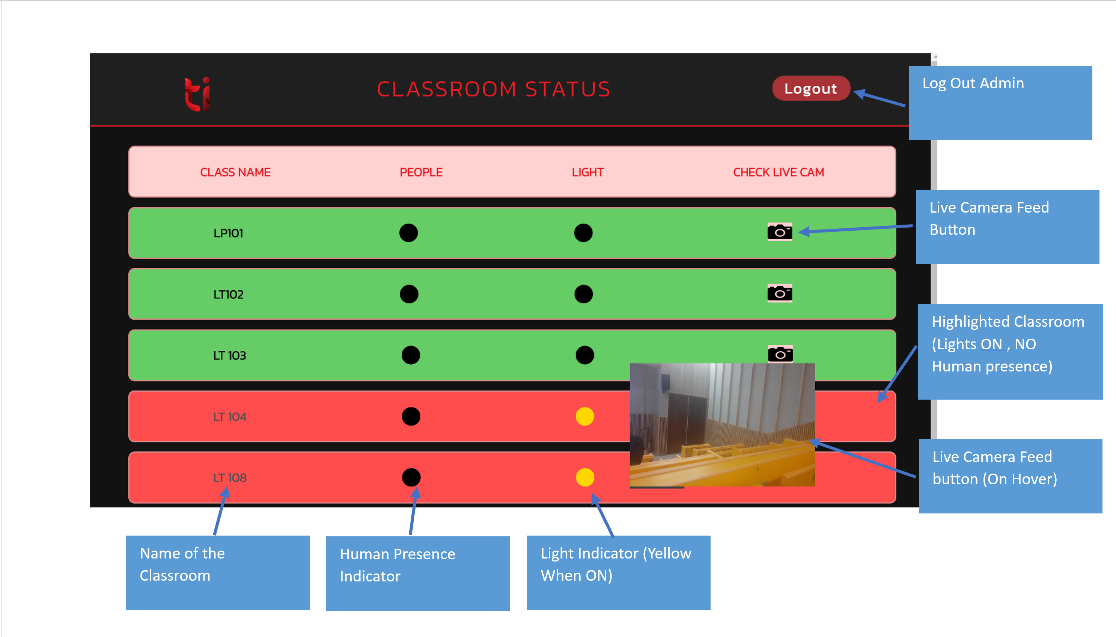 ti
CLASSROOM STATUS
Logout
Log Out Admin
CLASS NAME PEOPLE LIGHT CHECK LIVE CAM
LP101
Live Camera Feed
Button
LT102
Highlighted Classroom
(Lights ON , NO
Human presence)
LT 103
LT 104
Live Camera Feed
button (On Hover)
LT 108
Name of the
Classroom
Human Presence
Indicator
Light Indicator (Yellow
When ON)